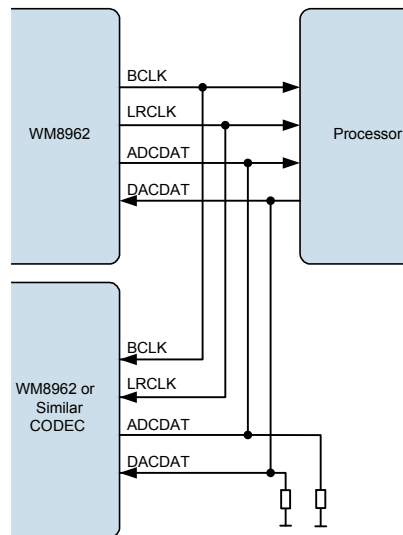 BCLK
LRCLK
WM8962
Processor
ADCDAT
DACDAT
BCLK
WM8962 or
Similar
CODEC
LRCLK
ADCDAT
DACDAT